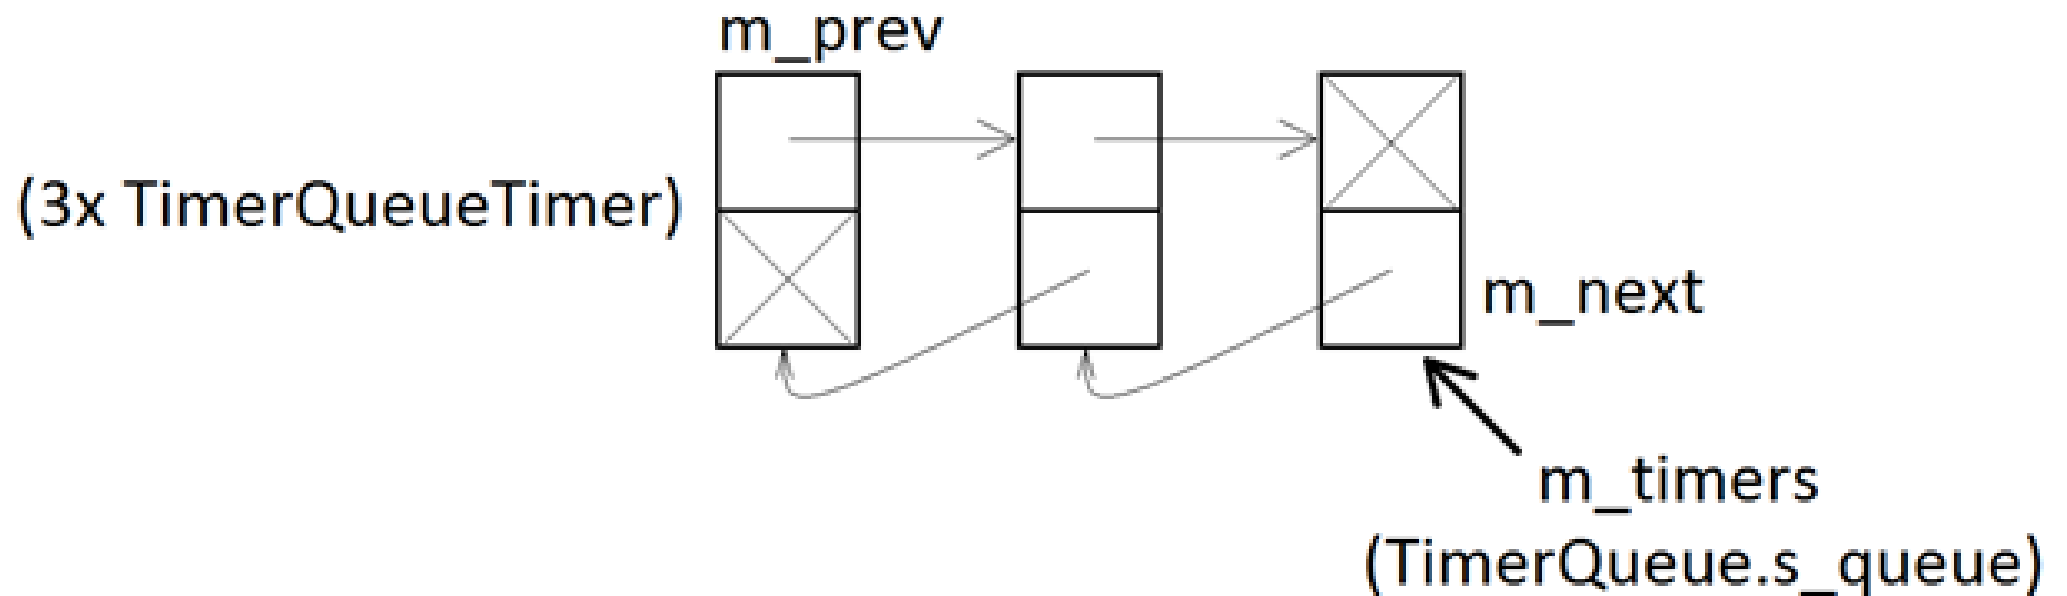 m_prev
(3x TimerQueueTimer)
m_next
m_timers
(TimerQueue.s_queue)